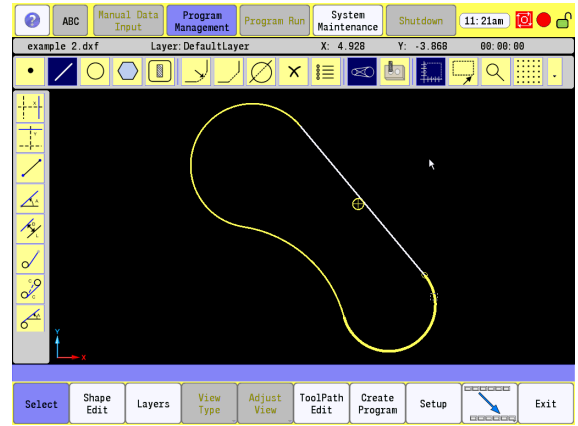 ?
ABC
Manual Data
Input
Program
Management
Program Run
System
Maintenance
Shutdown
11:21am
example 2.dxf
Layer:DefaultLayer
X: 4.928
Y: -3.868
00:00:00
Y
X
Select
Shape
Edit
Layers
View
Type
Adjust
View
ToolPath
Edit
Create
Program
Setup
Exit